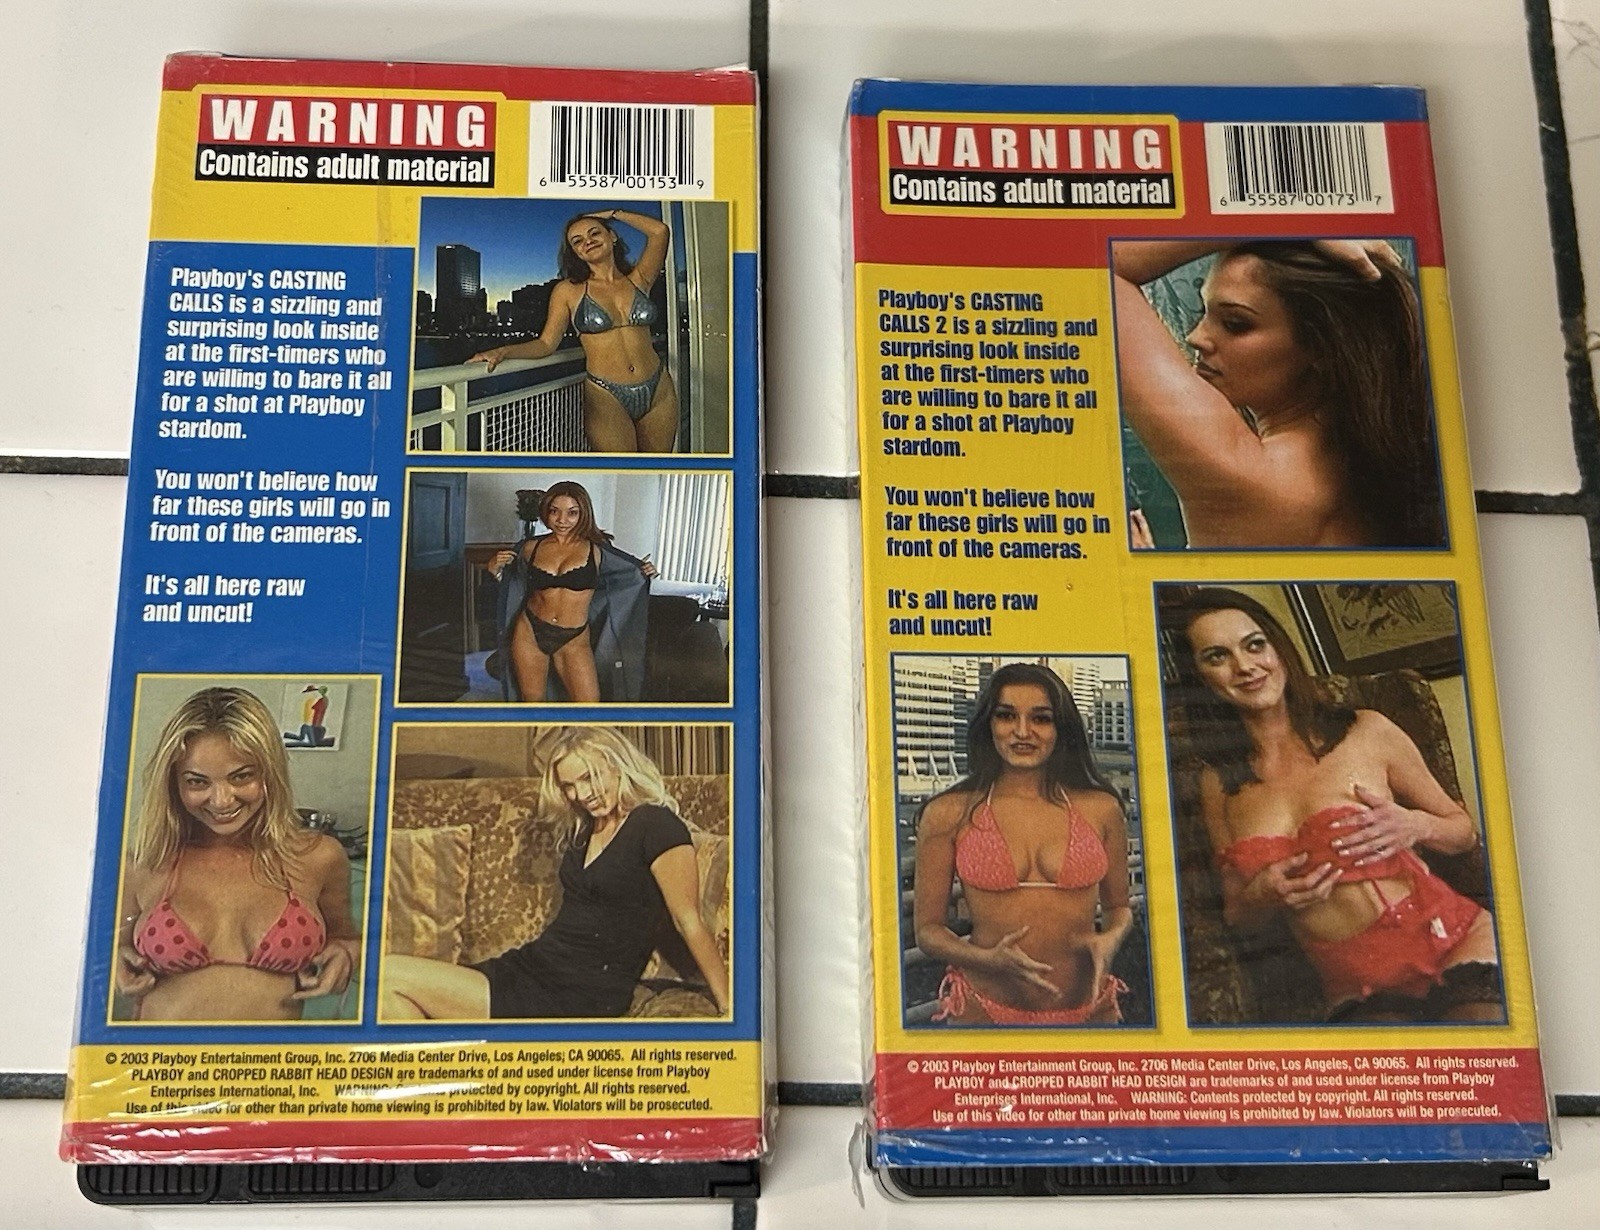 WARNING
Contains adult material
6 55587 00153 9
Playboy's CASTING
CALLS is a sizzling and
surprising look inside
at the first-timers who
are willing to bare it all
for a shot at Playboy
stardom.
You won't believe how
far these girls will go in
front of the cameras.
It's all here raw
and uncut!
© 2003 Playboy Entertainment Group, Inc. 2706 Media Center Drive, Los Angeles, CA 90065. All rights reserved.
PLAYBOY and CROPPED RABBIT HEAD DESIGN are trademarks of and used under license from Playboy
Enterprises International, Inc. WARNING: protected by copyright. All rights reserved.
Use of this video for other than private home viewing is prohibited by law. Violators will be prosecuted.
WARNING
Contains adult material
6 55587 00173 7
Playboy's CASTING
CALLS 2 is a sizzling and
surprising look inside
at the first-timers who
are willing to bare it all
for a shot at Playboy
stardom.
You won't believe how
far these girls will go in
front of the cameras.
It's all here raw
and uncut!
© 2003 Playboy Entertainment Group, Inc. 2706 Media Center Drive, Los Angeles, CA 90065. All rights reserved.
PLAYBOY and CROPPED RABBIT HEAD DESIGN are trademarks of and used under license from Playboy
Enterprises International, Inc. WARNING: Contents protected by copyright. All rights reserved.
Use of this video for other than private home viewing is prohibited by law. Violators will be prosecuted.